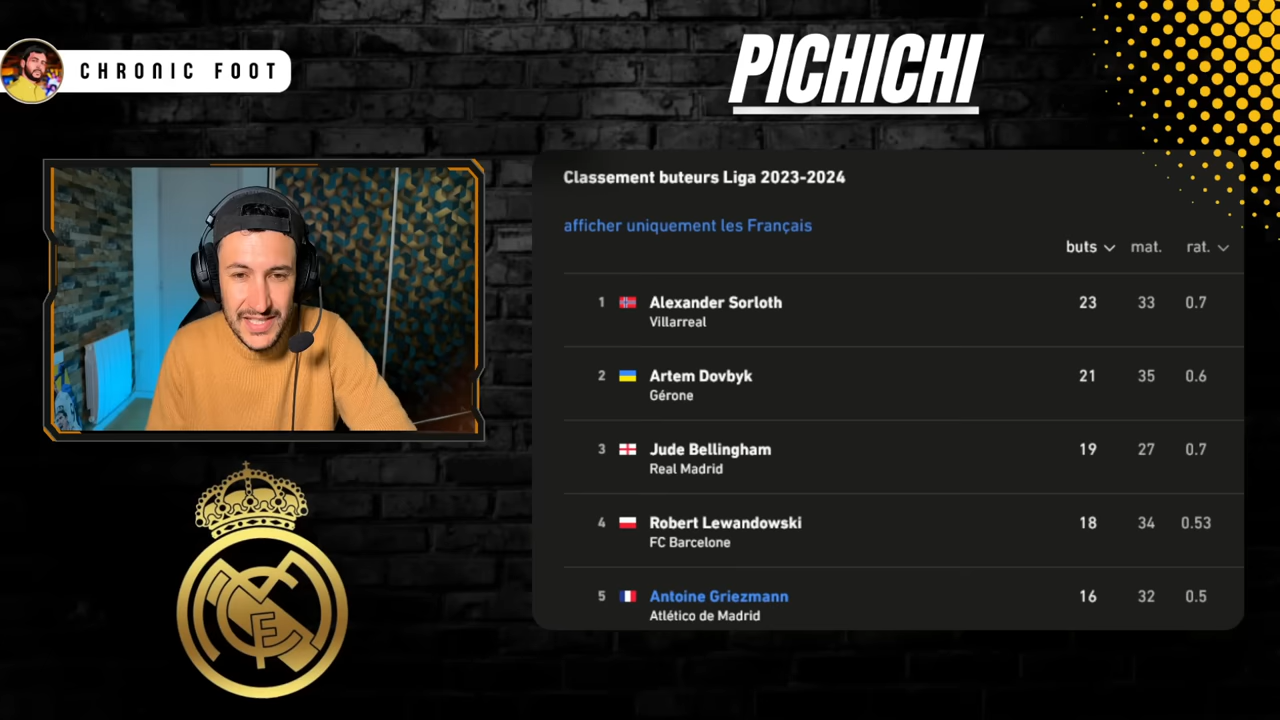 CHRONIC FOOT
PICHICHI
Classement buteurs Liga 2023-2024
afficher uniquement les Français
buts mat. rat.
1 Alexander Sorloth 23 33 0.7
Villarreal
2 Artem Dovbyk 21 35 0.6
Gérone
3 Jude Bellingham 19 27 0.7
Real Madrid
4 Robert Lewandowski 18 34 0.53
FC Barcelone
5 Antoine Griezmann 16 32 0.5
Atlético de Madrid